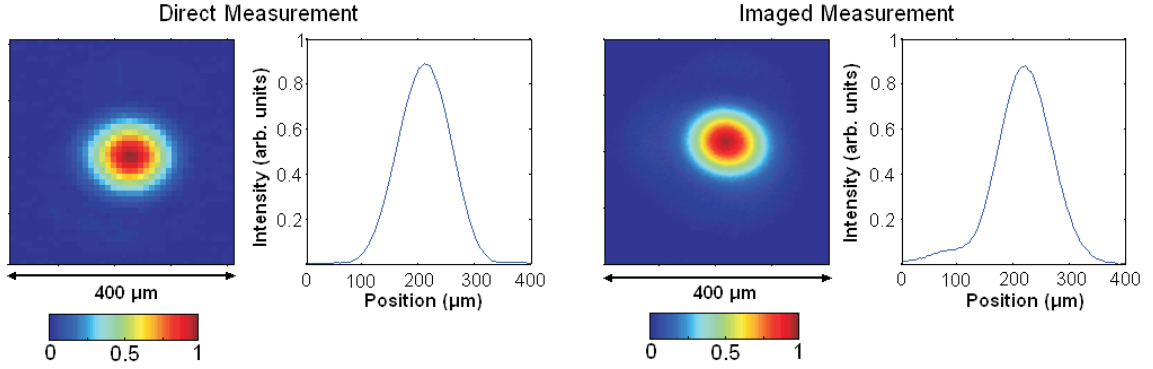 Direct Measurement
Intensity (arb. units)
1
0.8
0.6
0.4
0.2
0 100 200 300 400
Position (µm)
400 µm
0 0.5 1
Imaged Measurement
Intensity (arb. units)
1
0.8
0.6
0.4
0.2
0 100 200 300 400
Position (µm)
400 µm
0 0.5 1